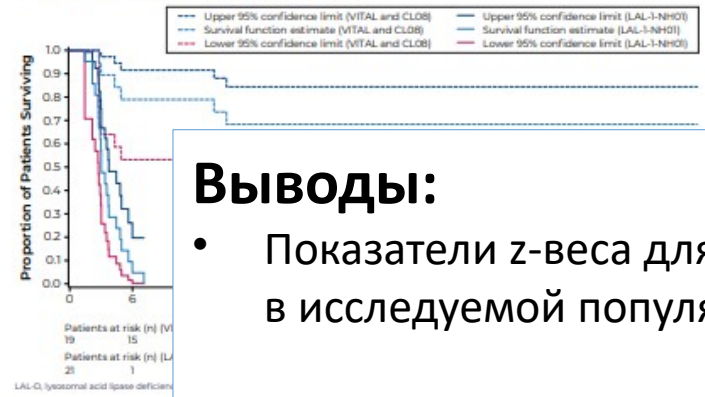 Upper 95% confidence limit (VITAL and CL08) Upper 95% confidence limit (LAL-1-NH01)
Survival function estimate (VITAL and CL08) Survival function estimate (LAL-1-NH01)
Lower 95% confidence limit (VITAL and CL08) Lower 95% confidence limit (LAL-1-NH01)
Proportion of Patients Surviving
1.0
0.9
0.8
0.7
0.6
0.5
0.4
0.3
0.2
0.1
0.0
0 6
Patients at risk (n) (VI
19 15
Patients at risk (n) (LA
21 1
LAL-D, lysosomal acid lipase deficien
Выводы:
• Показатели z-веса для
в исследуемой популя